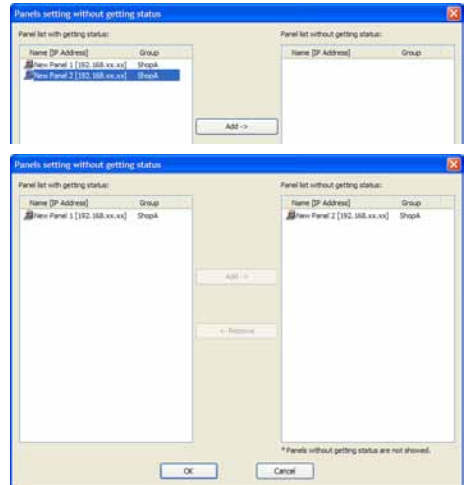 Panels setting without getting status
Panel list with getting status: Panel list without getting status:
Name [IP Address] Group Name [IP Address] Group
New Panel 1 [192.168.xx.xx] ShopA
New Panel 2 [192.168.xx.xx] ShopA
Add ->
Panels setting without getting status
Panel list with getting status: Panel list without getting status:
Name [IP Address] Group Name [IP Address] Group
New Panel 1 [192.168.xx.xx] ShopA New Panel 2 [192.168.xx.xx] ShopA
Add ->
<- Remove
* Panels without getting status are not showed.
OK Cancel